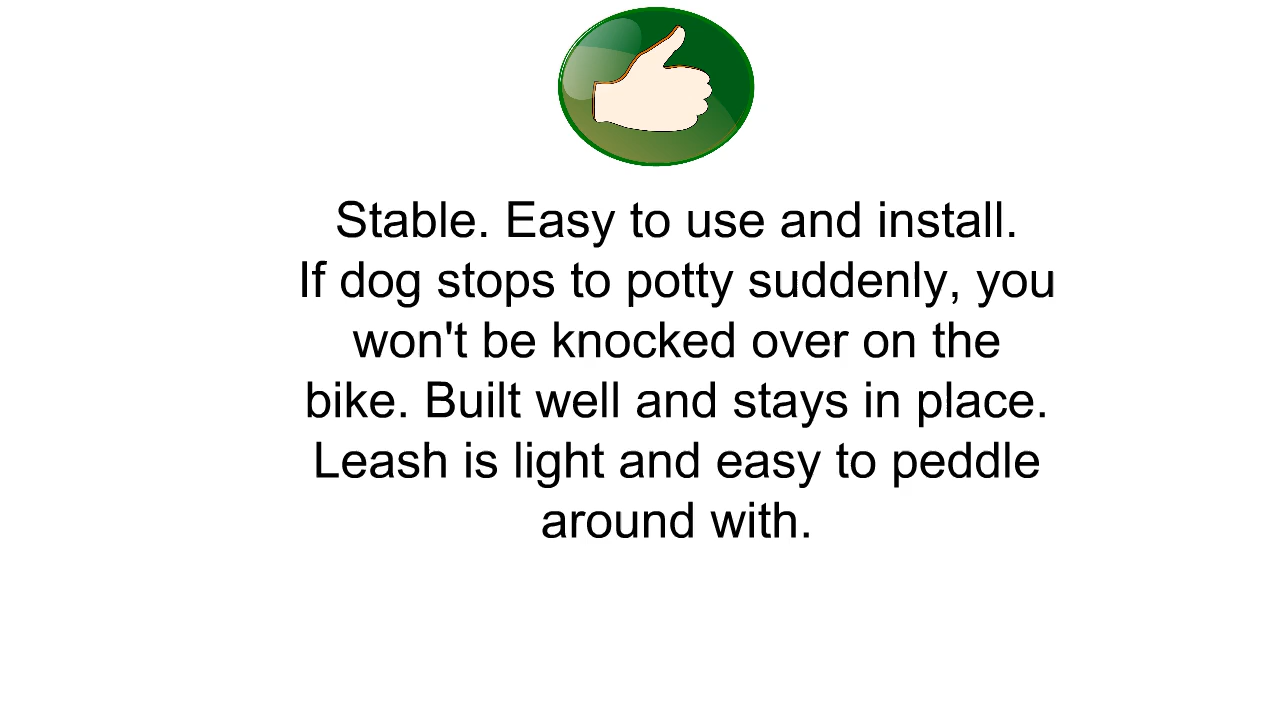 Stable. Easy to use and install.
If dog stops to potty suddenly, you
won't be knocked over on the
bike. Built well and stays in place.
Leash is light and easy to peddle
around with.